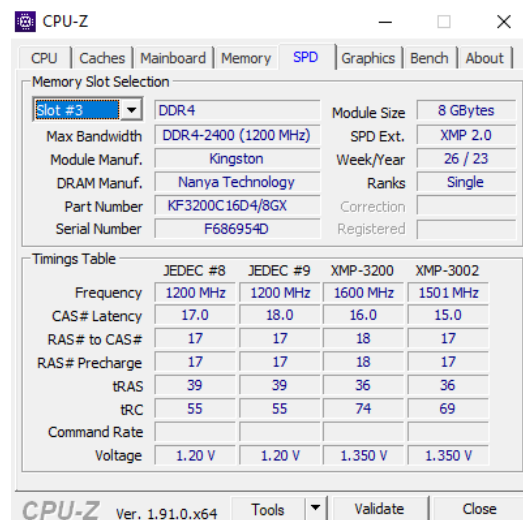 CPU-Z
CPU Caches Mainboard Memory SPD Graphics Bench About
Memory Slot Selection
Slot #3 DDR4 Module Size 8 GBytes
Max Bandwidth DDR4-2400 (1200 MHz) SPD Ext. XMP 2.0
Module Manuf. Kingston Week/Year 26 / 23
DRAM Manuf. Nanya Technology Ranks Single
Part Number KF3200C16D4/8GX Correction
Serial Number F686954D Registered
Timings Table
JEDEC #8 JEDEC #9 XMP-3200 XMP-3002
Frequency 1200 MHz 1200 MHz 1600 MHz 1501 MHz
CAS# Latency 17.0 18.0 16.0 15.0
RAS# to CAS# 17 17 18 17
RAS# Precharge 17 17 18 17
tRAS 39 39 36 36
tRC 55 55 74 69
Command Rate
Voltage 1.20 V 1.20 V 1.350 V 1.350 V
CPU-Z Ver. 1.91.0.x64 Tools Validate Close